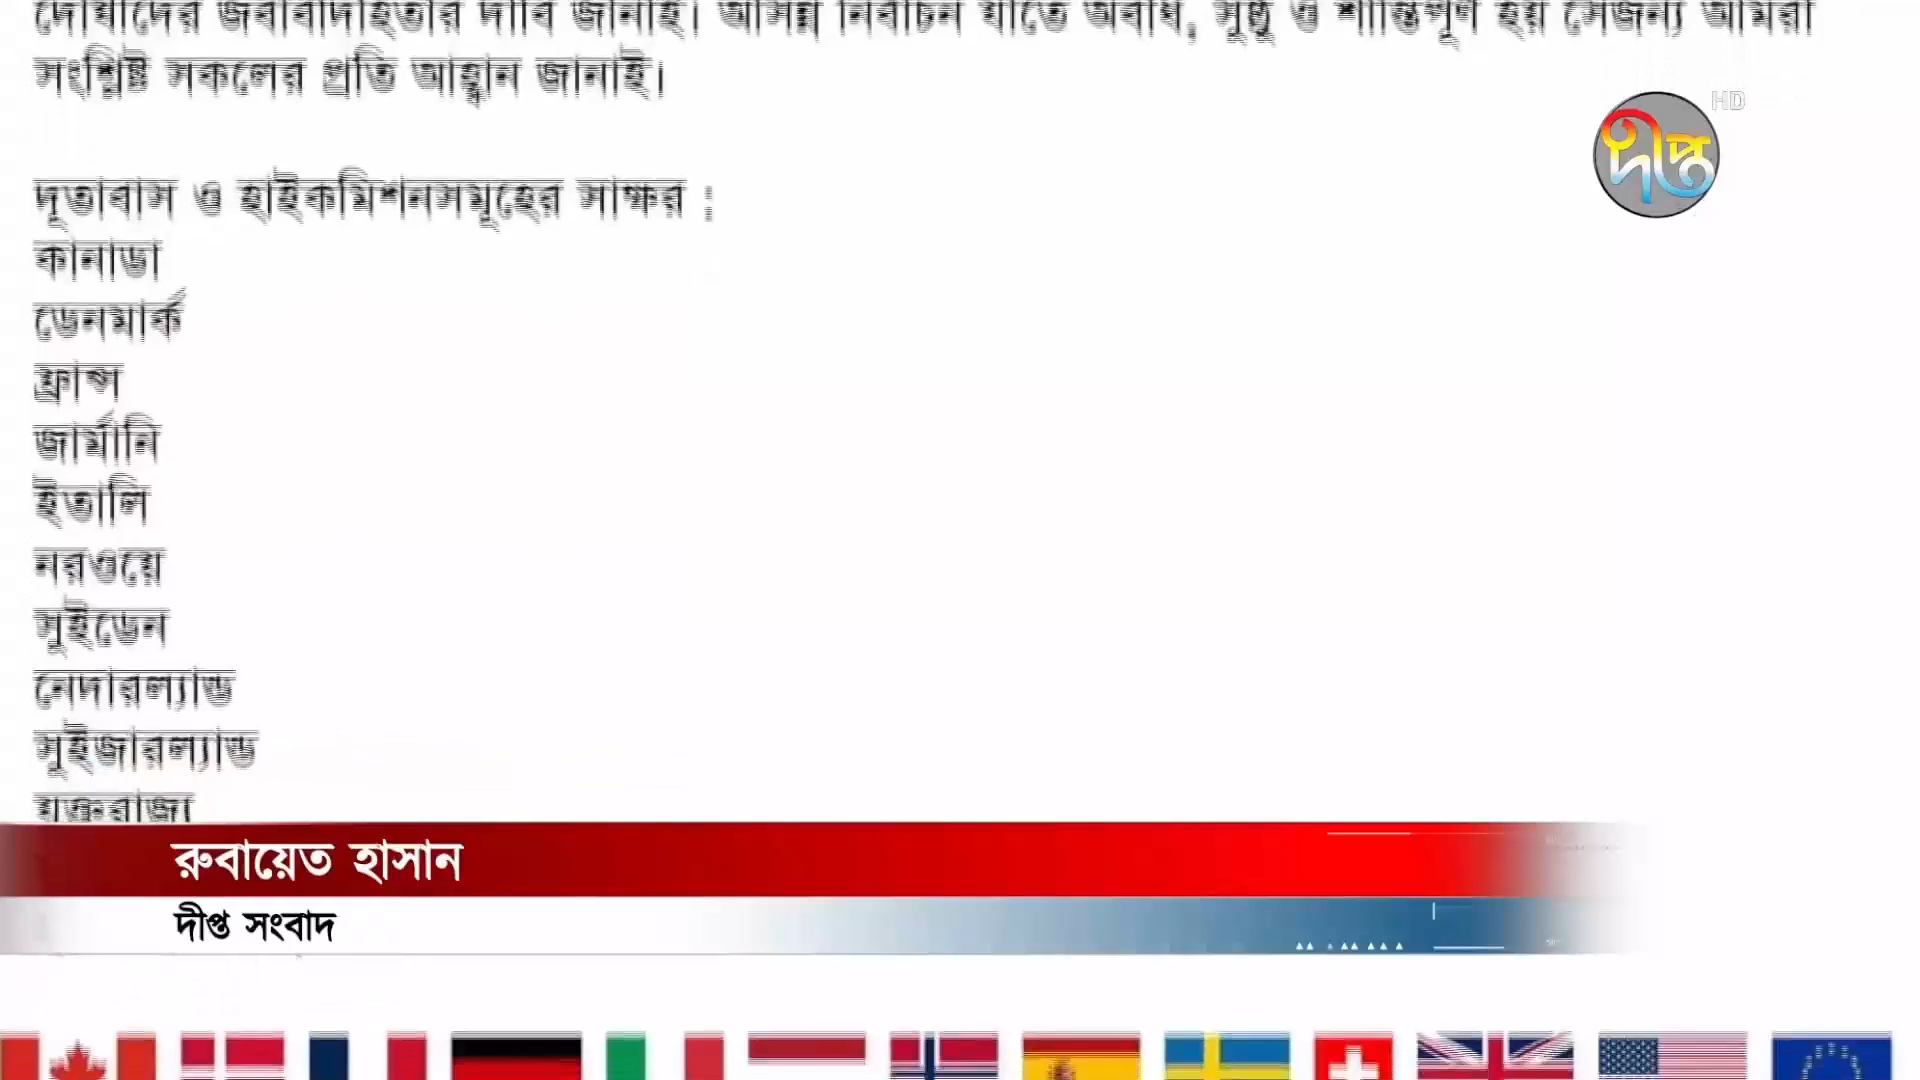 দোষীদের জবাবদিহিতার দাবি জানাই। আসন্ন নির্বাচন যাতে অবাধ, সুষ্ঠু ও শান্তিপূর্ণ হয় সেজন্য আমরা
সংশ্লিষ্ট সকলের প্রতি আহ্বান জানাই।
HD
দীপ্ত
দূতাবাস ও হাইকমিশনসমূহের সাক্ষর :
কানাডা
ডেনমার্ক
ফ্রান্স
জার্মানি
ইতালি
নরওয়ে
সুইডেন
নেদারল্যান্ড
সুইজারল্যান্ড
যুক্তরাজ্য
রুবায়েত হাসান
দীপ্ত সংবাদ